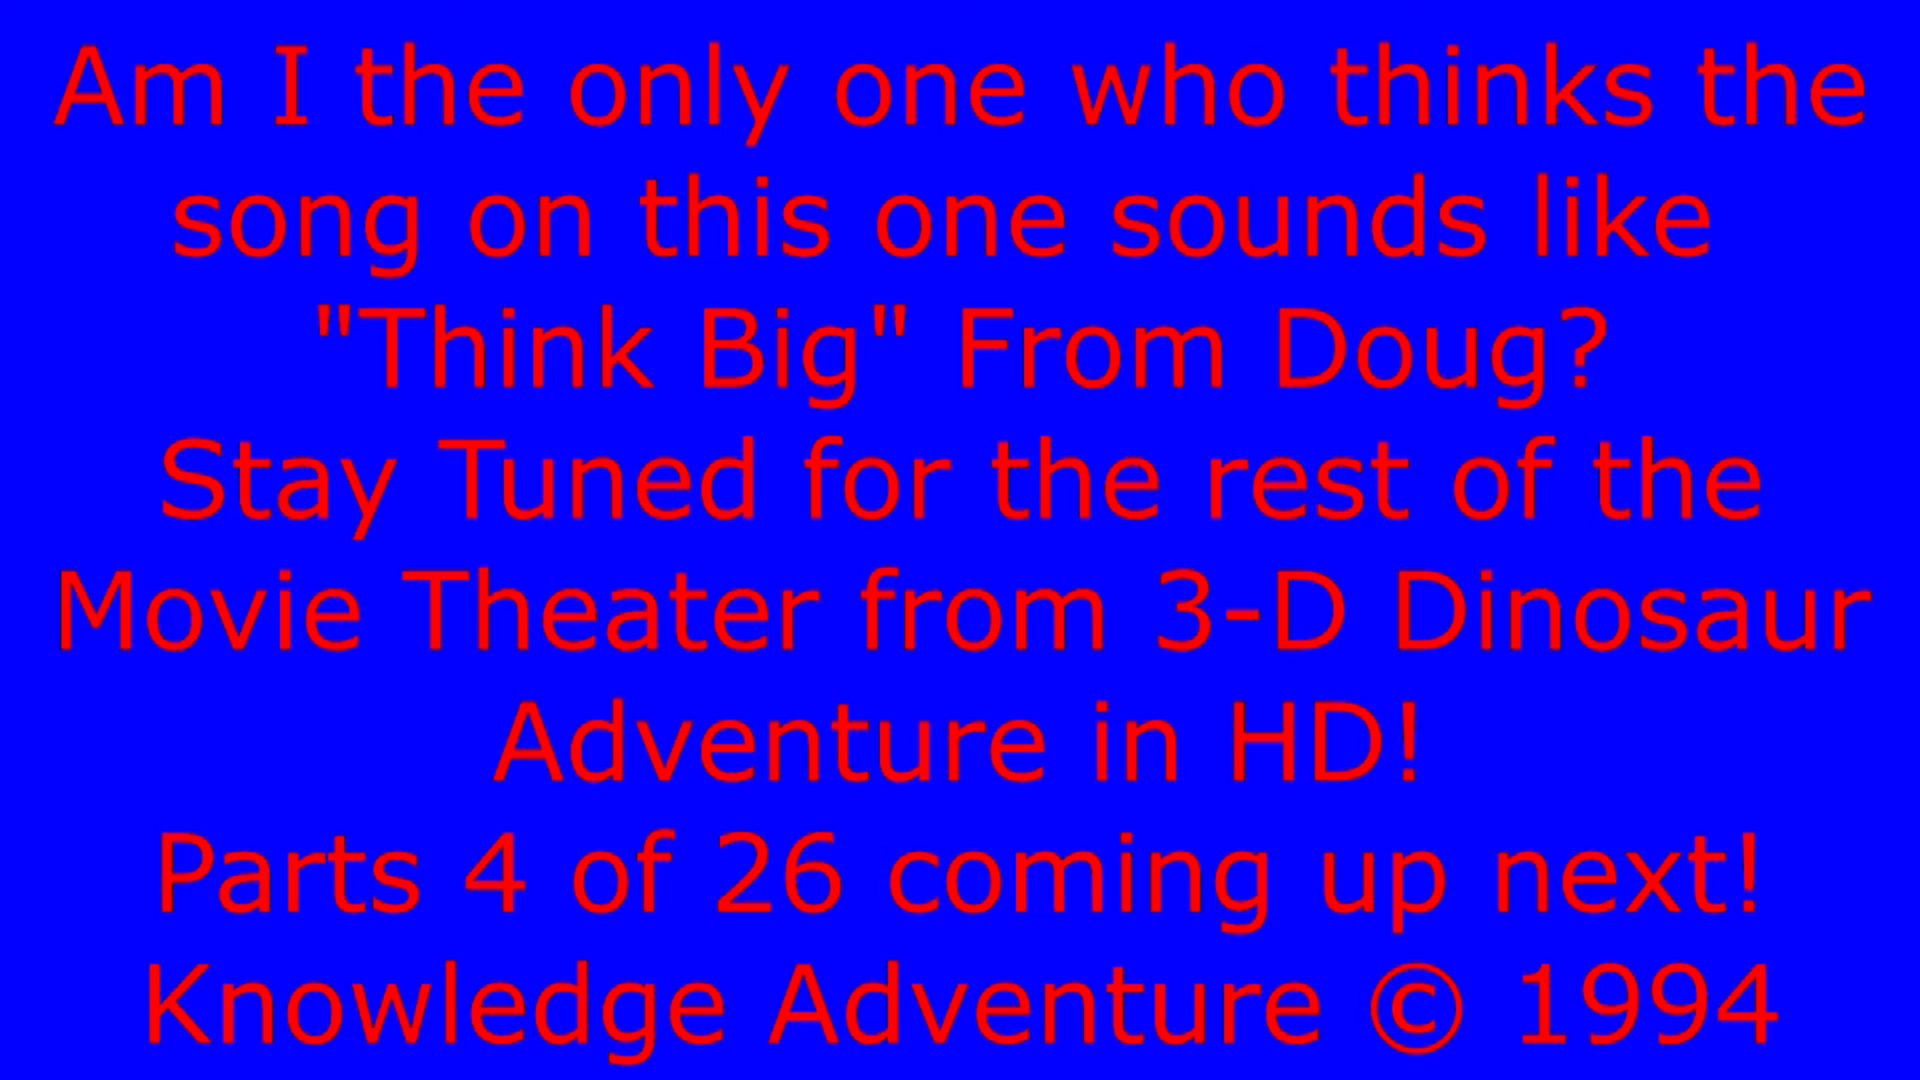 Am I the only one who thinks the
song on this one sounds like
"Think Big" From Doug?
Stay Tuned for the rest of the
Movie Theater from 3-D Dinosaur
Adventure in HD!
Parts 4 of 26 coming up next!
Knowledge Adventure © 1994